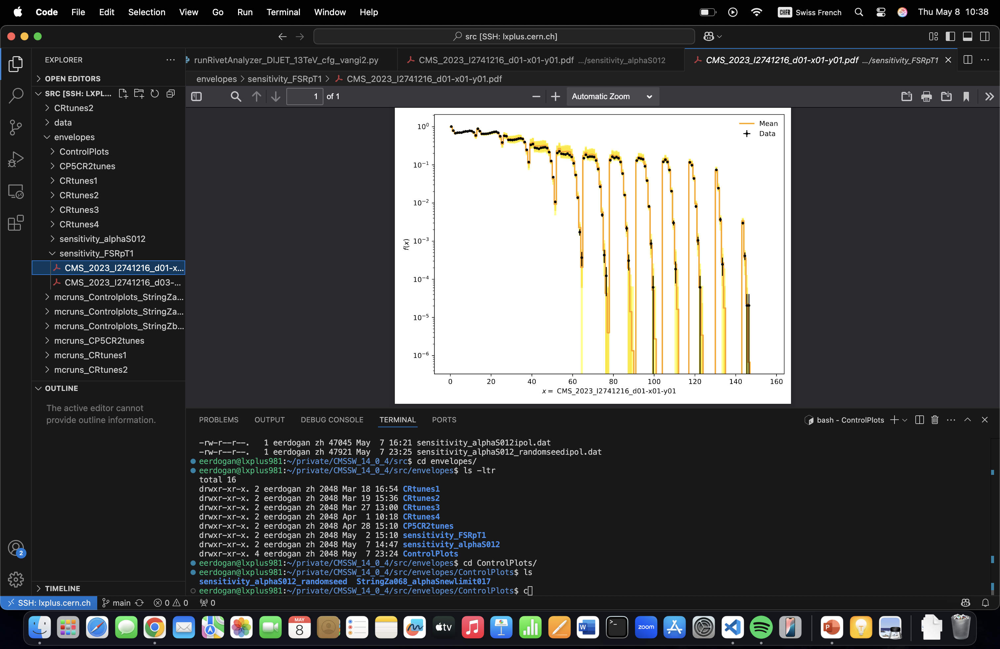 Code File Edit Selection View Go Run Terminal Window Help CHFR Swiss French Thu May 8 10:38
src [SSH: lxplus.cern.ch]
EXPLORER
runRivetAnalyzer_DIJET_13TeV_cfg_vangi2.py
CMS_2023_I2741216_d01-x01-y01.pdf .../sensitivity_alphaS012
CMS_2023_I2741216_d01-x01-y01.pdf .../sensitivity_FSRpT1
OPEN EDITORS
envelopes > sensitivity_FSRpT1 > CMS_2023_I2741216_d01-x01-y01.pdf
SRC [SSH: LXPL...
1 of 1
Automatic Zoom
CRtunes2
data
envelopes
ControlPlots
CP5CR2tunes
CRtunes1
CRtunes2
CRtunes3
CRtunes4
sensitivity_alphaS012
sensitivity_FSRpT1
CMS_2023_I2741216_d01-x...
CMS_2023_I2741216_d03-...
mcruns_Controlplots_StringZa...
mcruns_Controlplots_StringZa...
mcruns_Controlplots_StringZb...
mcruns_CP5CR2tunes
mcruns_CRtunes1
mcruns_CRtunes2
OUTLINE
The active editor cannot
provide outline information.
TIMELINE
Mean
Data
10⁰
10⁻¹
10⁻²
10⁻³
10⁻⁴
10⁻⁵
10⁻⁶
f(x)
0 20 40 60 80 100 120 140 160
x = CMS_2023_I2741216_d01-x01-y01
PROBLEMS OUTPUT DEBUG CONSOLE TERMINAL PORTS
bash - ControlPlots
-rw-r--r--. 1 eerdogan zh 47045 May 7 16:21 sensitivity_alphaS012ipol.dat
-rw-r--r--. 1 eerdogan zh 47921 May 7 23:25 sensitivity_alphaS012_randomseedipol.dat
eerdogan@lxplus981:~/private/CMSSW_14_0_4/src$ cd envelopes/
eerdogan@lxplus981:~/private/CMSSW_14_0_4/src/envelopes$ ls -ltr
total 16
drwxr-xr-x. 2 eerdogan zh 2048 Mar 18 16:54 CRtunes1
drwxr-xr-x. 2 eerdogan zh 2048 Mar 19 15:36 CRtunes2
drwxr-xr-x. 2 eerdogan zh 2048 Mar 27 13:00 CRtunes3
drwxr-xr-x. 2 eerdogan zh 2048 Apr 1 10:18 CRtunes4
drwxr-xr-x. 2 eerdogan zh 2048 Apr 28 15:10 CP5CR2tunes
drwxr-xr-x. 2 eerdogan zh 2048 May 2 15:10 sensitivity_FSRpT1
drwxr-xr-x. 2 eerdogan zh 2048 May 7 14:47 sensitivity_alphaS012
drwxr-xr-x. 4 eerdogan zh 2048 May 7 23:24 ControlPlots
eerdogan@lxplus981:~/private/CMSSW_14_0_4/src/envelopes$ cd ControlPlots/
eerdogan@lxplus981:~/private/CMSSW_14_0_4/src/envelopes/ControlPlots$ ls
sensitivity_alphaS012_randomseed StringZa068_alphaSnewlimit017
eerdogan@lxplus981:~/private/CMSSW_14_0_4/src/envelopes/ControlPlots$ c
2
SSH: lxplus.cern.ch main 0 0 0
MAY
8
tv
W
>_
zoom
P